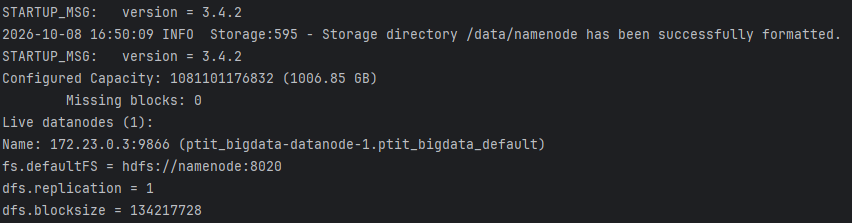 STARTUP_MSG:   version = 3.4.2
2026-10-08 16:50:09 INFO  Storage:595 - Storage directory /data/namenode has been successfully formatted.
STARTUP_MSG:   version = 3.4.2
Configured Capacity: 1081101176832 (1006.85 GB)
        Missing blocks: 0
Live datanodes (1):
Name: 172.23.0.3:9866 (ptit_bigdata-datanode-1.ptit_bigdata_default)
fs.defaultFS = hdfs://namenode:8020
dfs.replication = 1
dfs.blocksize = 134217728